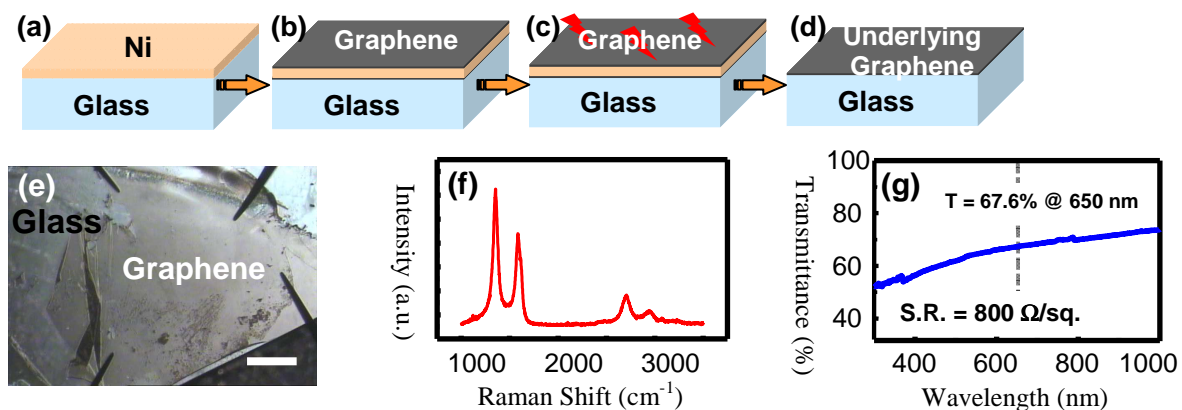 (a)
Ni
Glass
(b)
Graphene
Glass
(c)
Graphene
Glass
(d)
Underlying
Graphene
Glass
(e)
Glass
Graphene
(f)
Intensity (a.u.)
1000 2000 3000
Raman Shift (cm-1)
(g)
Transmittance
(%)
100
80
60
40
T = 67.6% @ 650 nm
S.R. = 800 Ω/sq.
400 600 800 1000
Wavelength (nm)